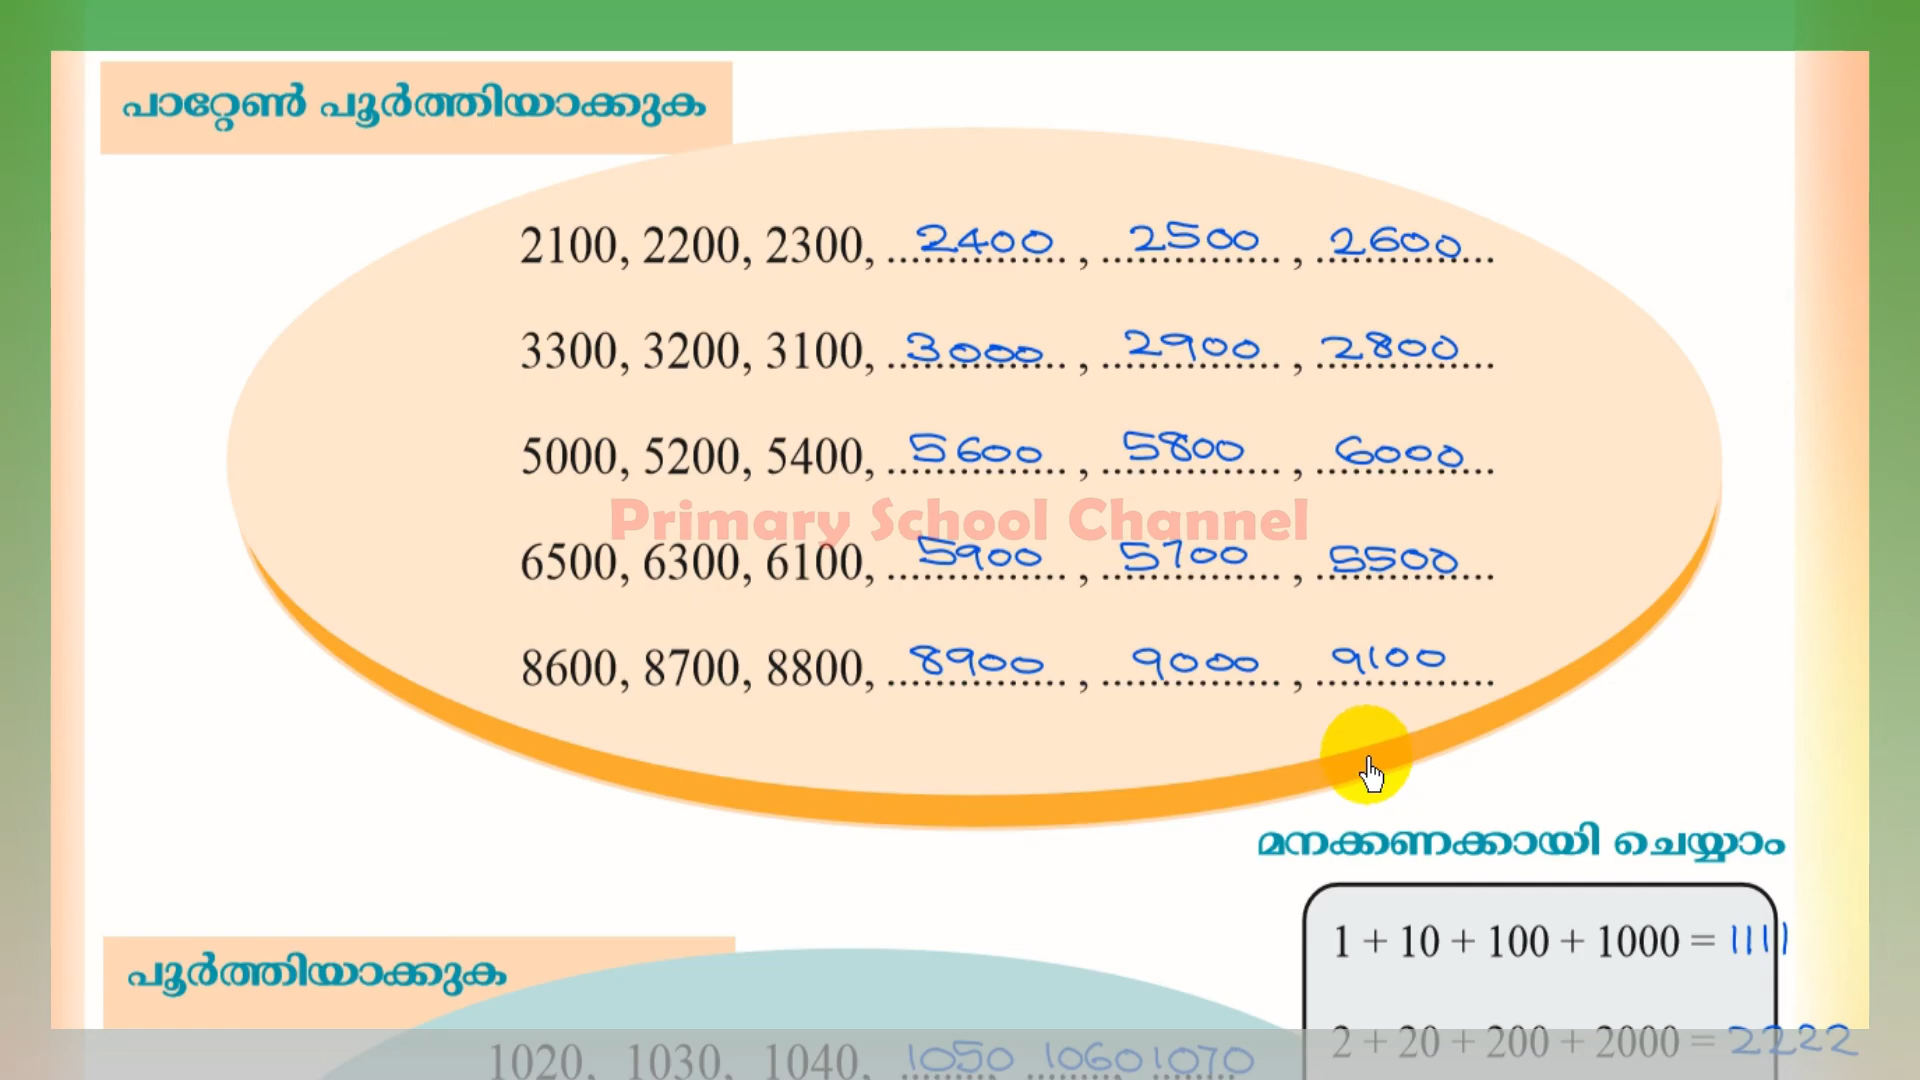 പാറ്റേൺ പൂർത്തിയാക്കുക
2100, 2200, 2300, 2400, 2500, 2600
3300, 3200, 3100, 3000, 2900, 2800
5000, 5200, 5400, 5600, 5800, 6000
Primary School Channel
6500, 6300, 6100, 5900, 5700, 5500
8600, 8700, 8800, 8900, 9000, 9100
മനക്കണക്കായി ചെയ്യാം
1 + 10 + 100 + 1000 = 1111
2 + 20 + 200 + 2000 = 2222
പൂർത്തിയാക്കുക
1020, 1030, 1040, 1050, 1060 1070